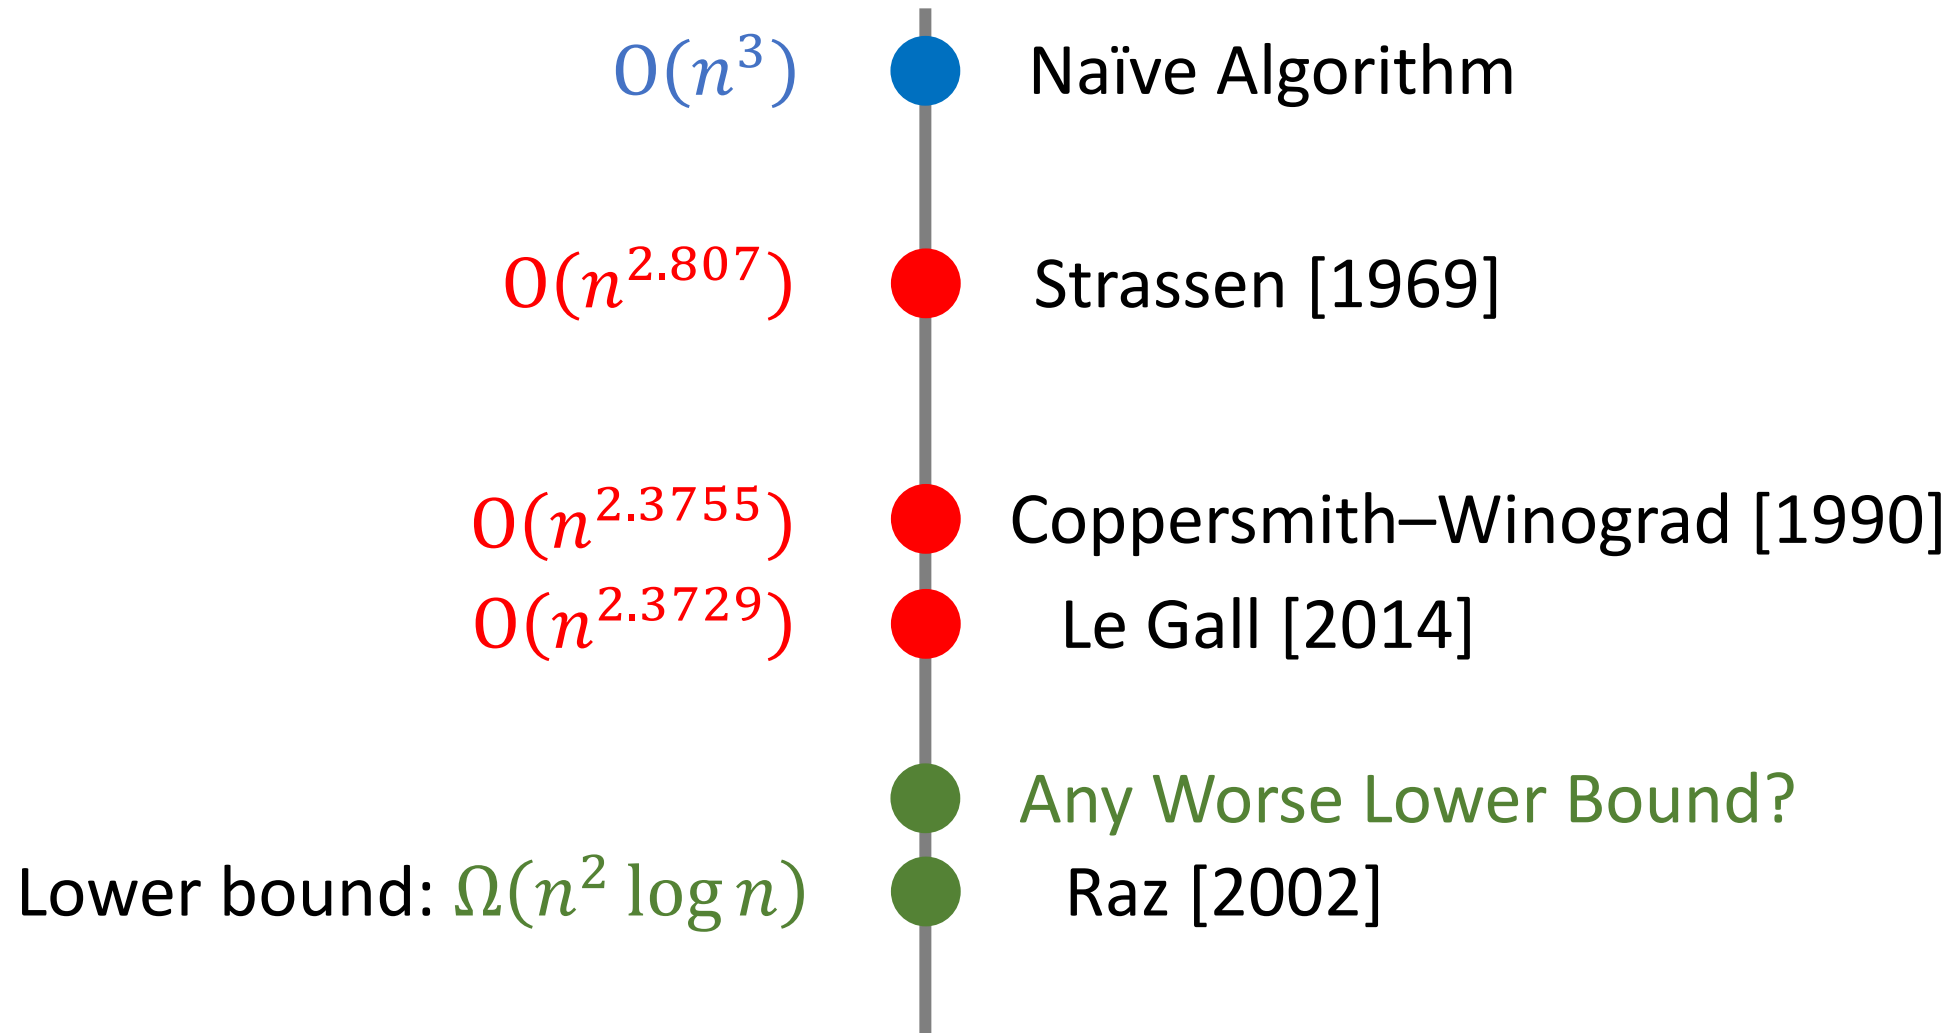 O(n^3) Naïve Algorithm
O(n^2.807) Strassen [1969]
O(n^2.3755) Coppersmith–Winograd [1990]
O(n^2.3729) Le Gall [2014]
Any Worse Lower Bound?
Lower bound: Ω(n^2 log n) Raz [2002]